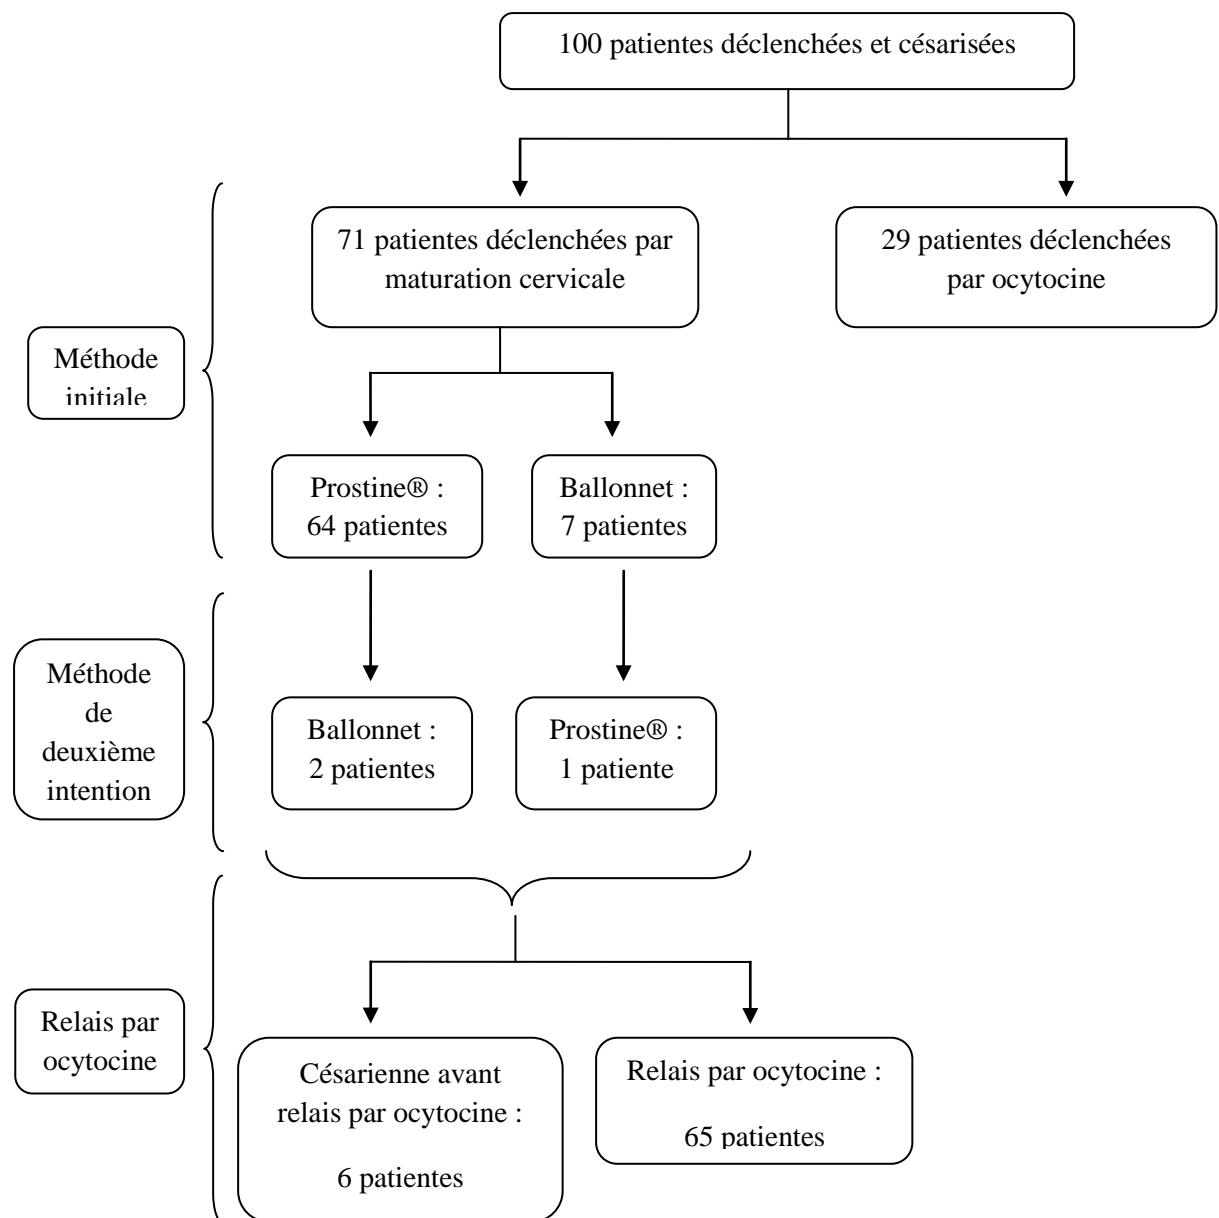 100 patientes déclenchées et césarisées
71 patientes déclenchées par
maturation cervicale
29 patientes déclenchées
par ocytocine
Méthode
initiale
Prostine® :
64 patientes
Ballonnet :
7 patientes
Méthode
de
deuxième
intention
Ballonnet :
2 patientes
Prostine® :
1 patiente
Relais par
ocytocine
Césarienne avant
relais par ocytocine :
6 patientes
Relais par ocytocine :
65 patientes